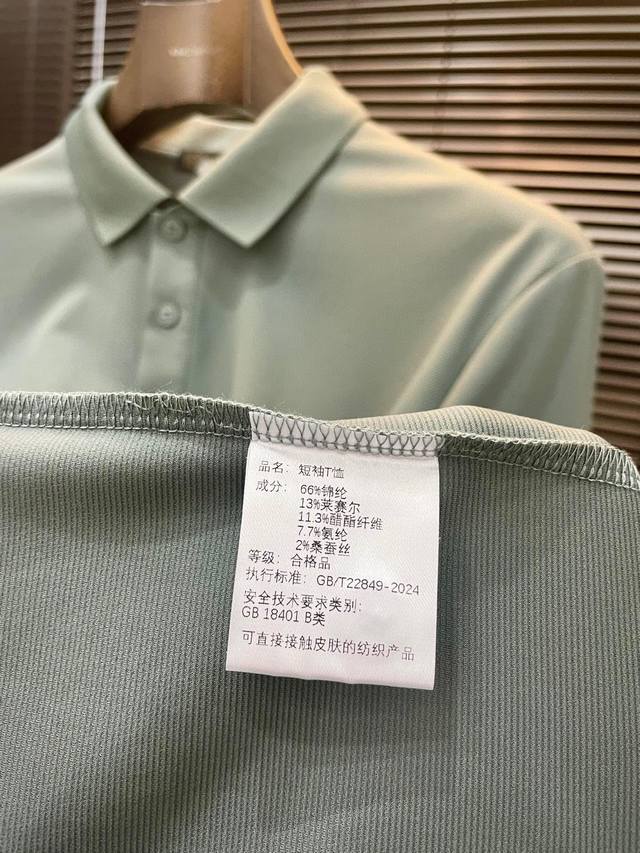 品名：短袖T恤
成分：66%锦纶
13%莱赛尔
11.3%醋酯纤维
7.7%氨纶
2%桑蚕丝
等级：合格品
执行标准：GB/T22849-2024
安全技术要求类别：
GB 18401 B类
可直接接触皮肤的纺织产品